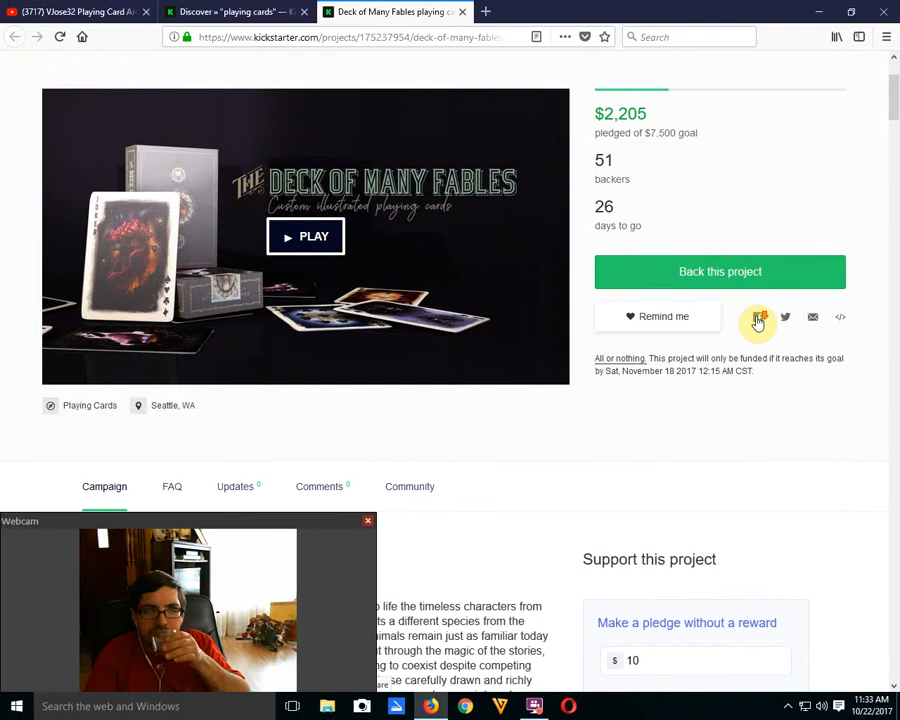 (3717) VJose32 Playing Card Arc
Discover » "playing cards" — Ki
Deck of Many Fables playing c
https://www.kickstarter.com/projects/175237954/deck-of-many-fables
Search
THE DECK OF MANY FABLES
Custom illustrated playing cards
PLAY
JOKER
$2,205
pledged of $7,500 goal
51
backers
26
days to go
Back this project
Remind me
All or nothing. This project will only be funded if it reaches its goal
by Sat, November 18 2017 12:15 AM CST.
Playing Cards
Seattle, WA
Campaign
FAQ
Updates 0
Comments 0
Community
Webcam
o life the timeless characters from
ts a different species from the
nimals remain just as familiar today
t through the magic of the stories,
ng to coexist despite competing
se carefully drawn and richly
are
Support this project
Make a pledge without a reward
$ 10
Search the web and Windows
11:33 AM
10/22/2017